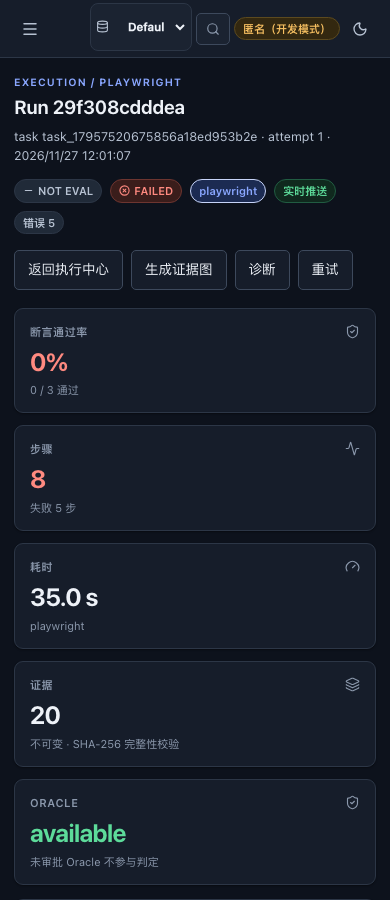 Defaul
匿名（开发模式）
EXECUTION / PLAYWRIGHT
Run 29f308cdddea
task task_17957520675856a18ed953b2e · attempt 1 ·
2026/11/27 12:01:07
NOT EVAL
FAILED
playwright
实时推送
错误 5
返回执行中心
生成证据图
诊断
重试
断言通过率
0%
0 / 3 通过
步骤
8
失败 5 步
耗时
35.0 s
playwright
证据
20
不可变 · SHA-256 完整性校验
ORACLE
available
未审批 Oracle 不参与判定